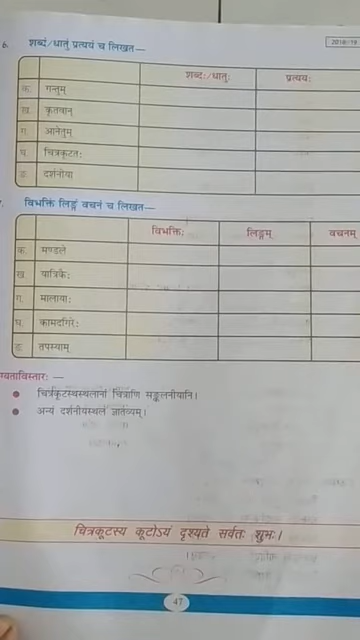 2018-19
6. शब्दं/धातुं प्रत्ययं च लिखत—
शब्दः/धातुः प्रत्ययः
क. गन्तुम्
ख. कृतवान्
ग. आनेतुम्
घ. चित्रकूटतः
ङ. दर्शनीया
विभक्तिं लिङ्गं वचनं च लिखत—
विभक्तिः लिङ्गम् वचनम्
क. मण्डले
ख. यात्रिकैः
ग. मालायाः
घ. कामदगिरेः
ङ. तपस्याम्
ग्यताविस्तारः —
● चित्रकूटस्थस्थलानां चित्राणि सङ्कलनीयानि।
● अन्यं दर्शनीयस्थलं ज्ञातव्यम्।
चित्रकूटस्य कूटोऽयं दृश्यते सर्वतः शुभः।
47